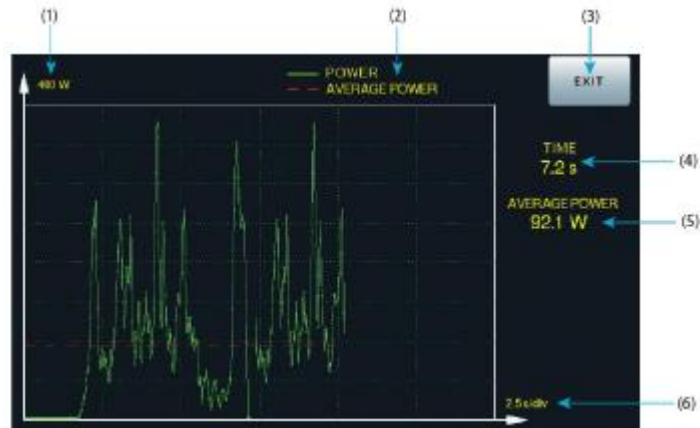 (1)
(2)
(3)
400 W
POWER
AVERAGE POWER
EXIT
TIME
7.2 s
(4)
AVERAGE POWER
92.1 W
(5)
2.5 s/div
(6)